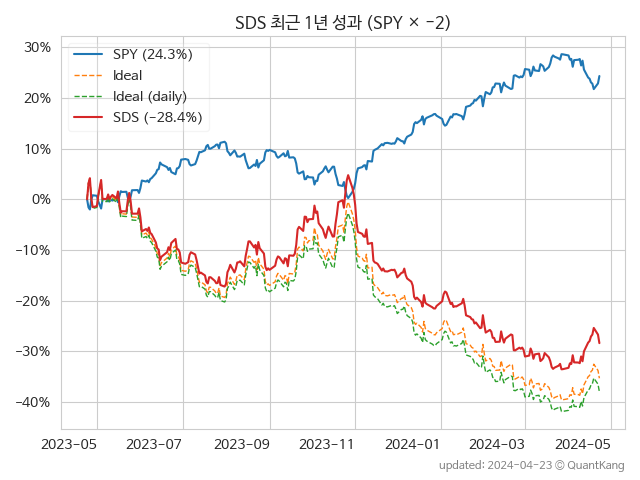 SDS 최근 1년 성과 (SPY × −2)
30%
20%
10%
0%
−10%
−20%
−30%
−40%
SPY (24.3%)
Ideal
Ideal (daily)
SDS (−28.4%)
2023-05 2023-07 2023-09 2023-11 2024-01 2024-03 2024-05
updated: 2024-04-23 © QuantKang